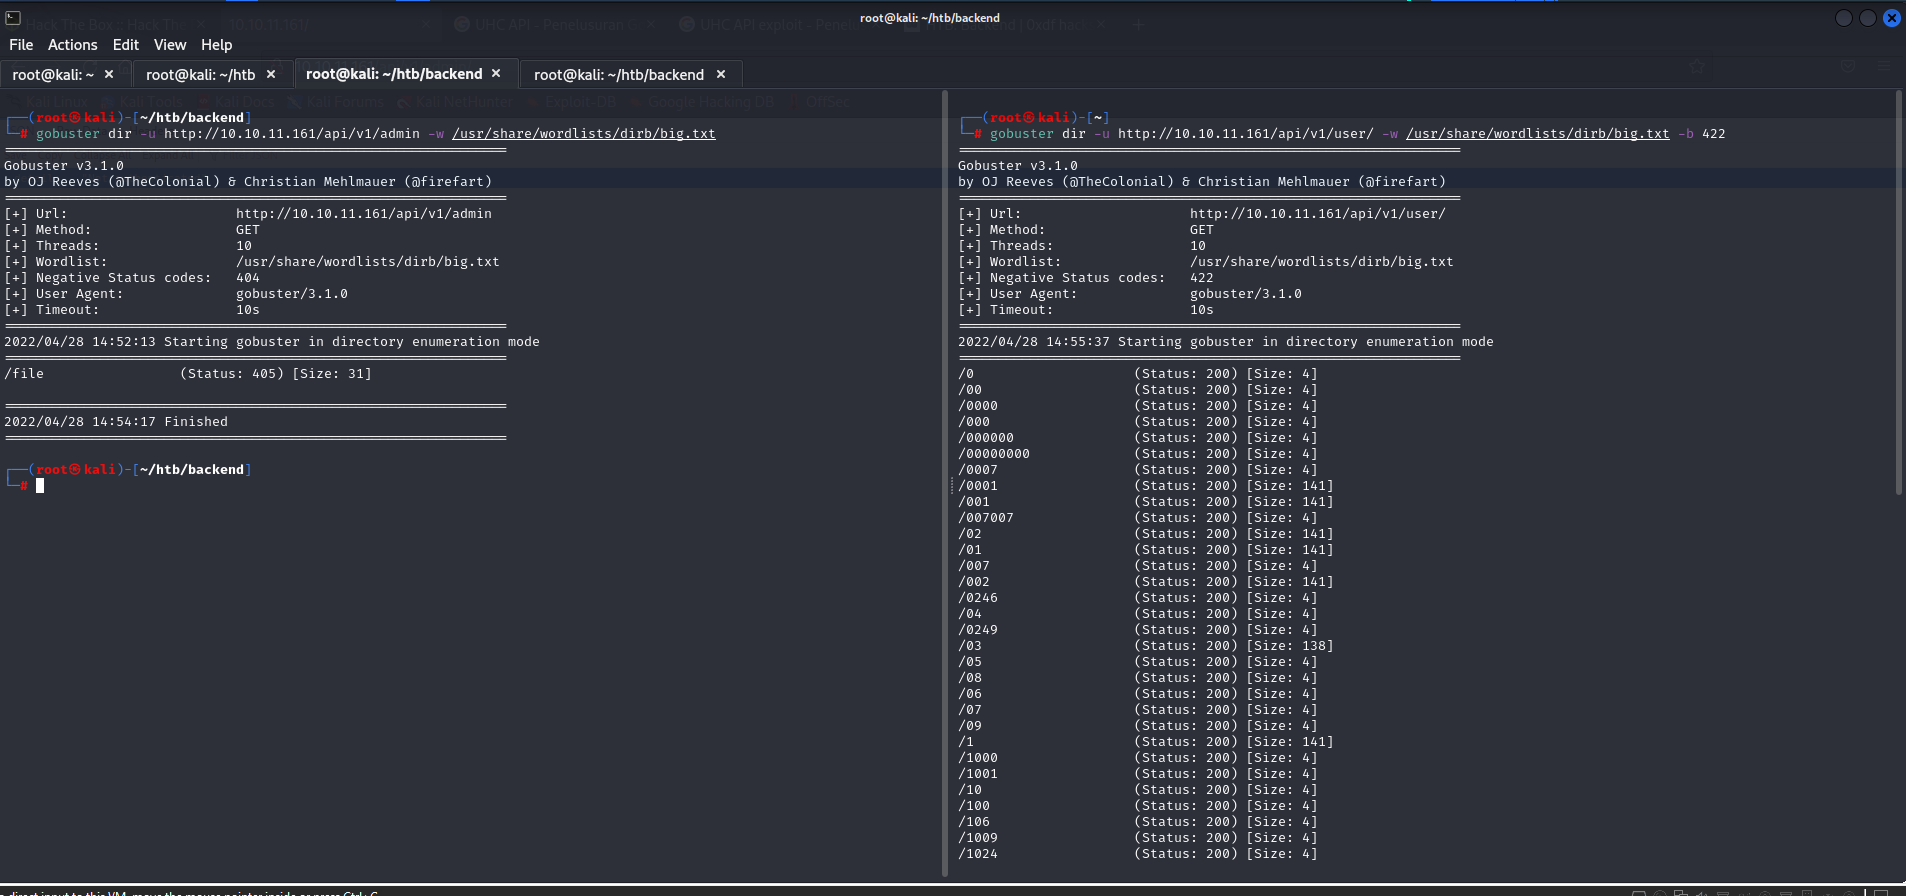 root@kali: ~/htb/backend
File Actions Edit View Help
root@kali: ~ × root@kali: ~/htb × root@kali: ~/htb/backend × root@kali: ~/htb/backend ×
┌──(root㉿kali)-[~/htb/backend]
└─# gobuster dir -u http://10.10.11.161/api/v1/admin -w /usr/share/wordlists/dirb/big.txt
===============================================================
Gobuster v3.1.0
by OJ Reeves (@TheColonial) & Christian Mehlmauer (@firefart)
===============================================================
[+] Url: http://10.10.11.161/api/v1/admin
[+] Method: GET
[+] Threads: 10
[+] Wordlist: /usr/share/wordlists/dirb/big.txt
[+] Negative Status codes: 404
[+] User Agent: gobuster/3.1.0
[+] Timeout: 10s
===============================================================
2022/04/28 14:52:13 Starting gobuster in directory enumeration mode
===============================================================
/file (Status: 405) [Size: 31]
===============================================================
2022/04/28 14:54:17 Finished
===============================================================
┌──(root㉿kali)-[~/htb/backend]
└─#
┌──(root㉿kali)-[~]
└─# gobuster dir -u http://10.10.11.161/api/v1/user/ -w /usr/share/wordlists/dirb/big.txt -b 422
===============================================================
Gobuster v3.1.0
by OJ Reeves (@TheColonial) & Christian Mehlmauer (@firefart)
===============================================================
[+] Url: http://10.10.11.161/api/v1/user/
[+] Method: GET
[+] Threads: 10
[+] Wordlist: /usr/share/wordlists/dirb/big.txt
[+] Negative Status codes: 422
[+] User Agent: gobuster/3.1.0
[+] Timeout: 10s
===============================================================
2022/04/28 14:55:37 Starting gobuster in directory enumeration mode
===============================================================
/0 (Status: 200) [Size: 4]
/00 (Status: 200) [Size: 4]
/0000 (Status: 200) [Size: 4]
/000 (Status: 200) [Size: 4]
/000000 (Status: 200) [Size: 4]
/00000000 (Status: 200) [Size: 4]
/0007 (Status: 200) [Size: 4]
/0001 (Status: 200) [Size: 141]
/001 (Status: 200) [Size: 141]
/007007 (Status: 200) [Size: 4]
/02 (Status: 200) [Size: 141]
/01 (Status: 200) [Size: 141]
/007 (Status: 200) [Size: 4]
/002 (Status: 200) [Size: 141]
/0246 (Status: 200) [Size: 4]
/04 (Status: 200) [Size: 4]
/0249 (Status: 200) [Size: 4]
/03 (Status: 200) [Size: 138]
/05 (Status: 200) [Size: 4]
/08 (Status: 200) [Size: 4]
/06 (Status: 200) [Size: 4]
/07 (Status: 200) [Size: 4]
/09 (Status: 200) [Size: 4]
/1 (Status: 200) [Size: 141]
/1000 (Status: 200) [Size: 4]
/1001 (Status: 200) [Size: 4]
/10 (Status: 200) [Size: 4]
/100 (Status: 200) [Size: 4]
/106 (Status: 200) [Size: 4]
/1009 (Status: 200) [Size: 4]
/1024 (Status: 200) [Size: 4]